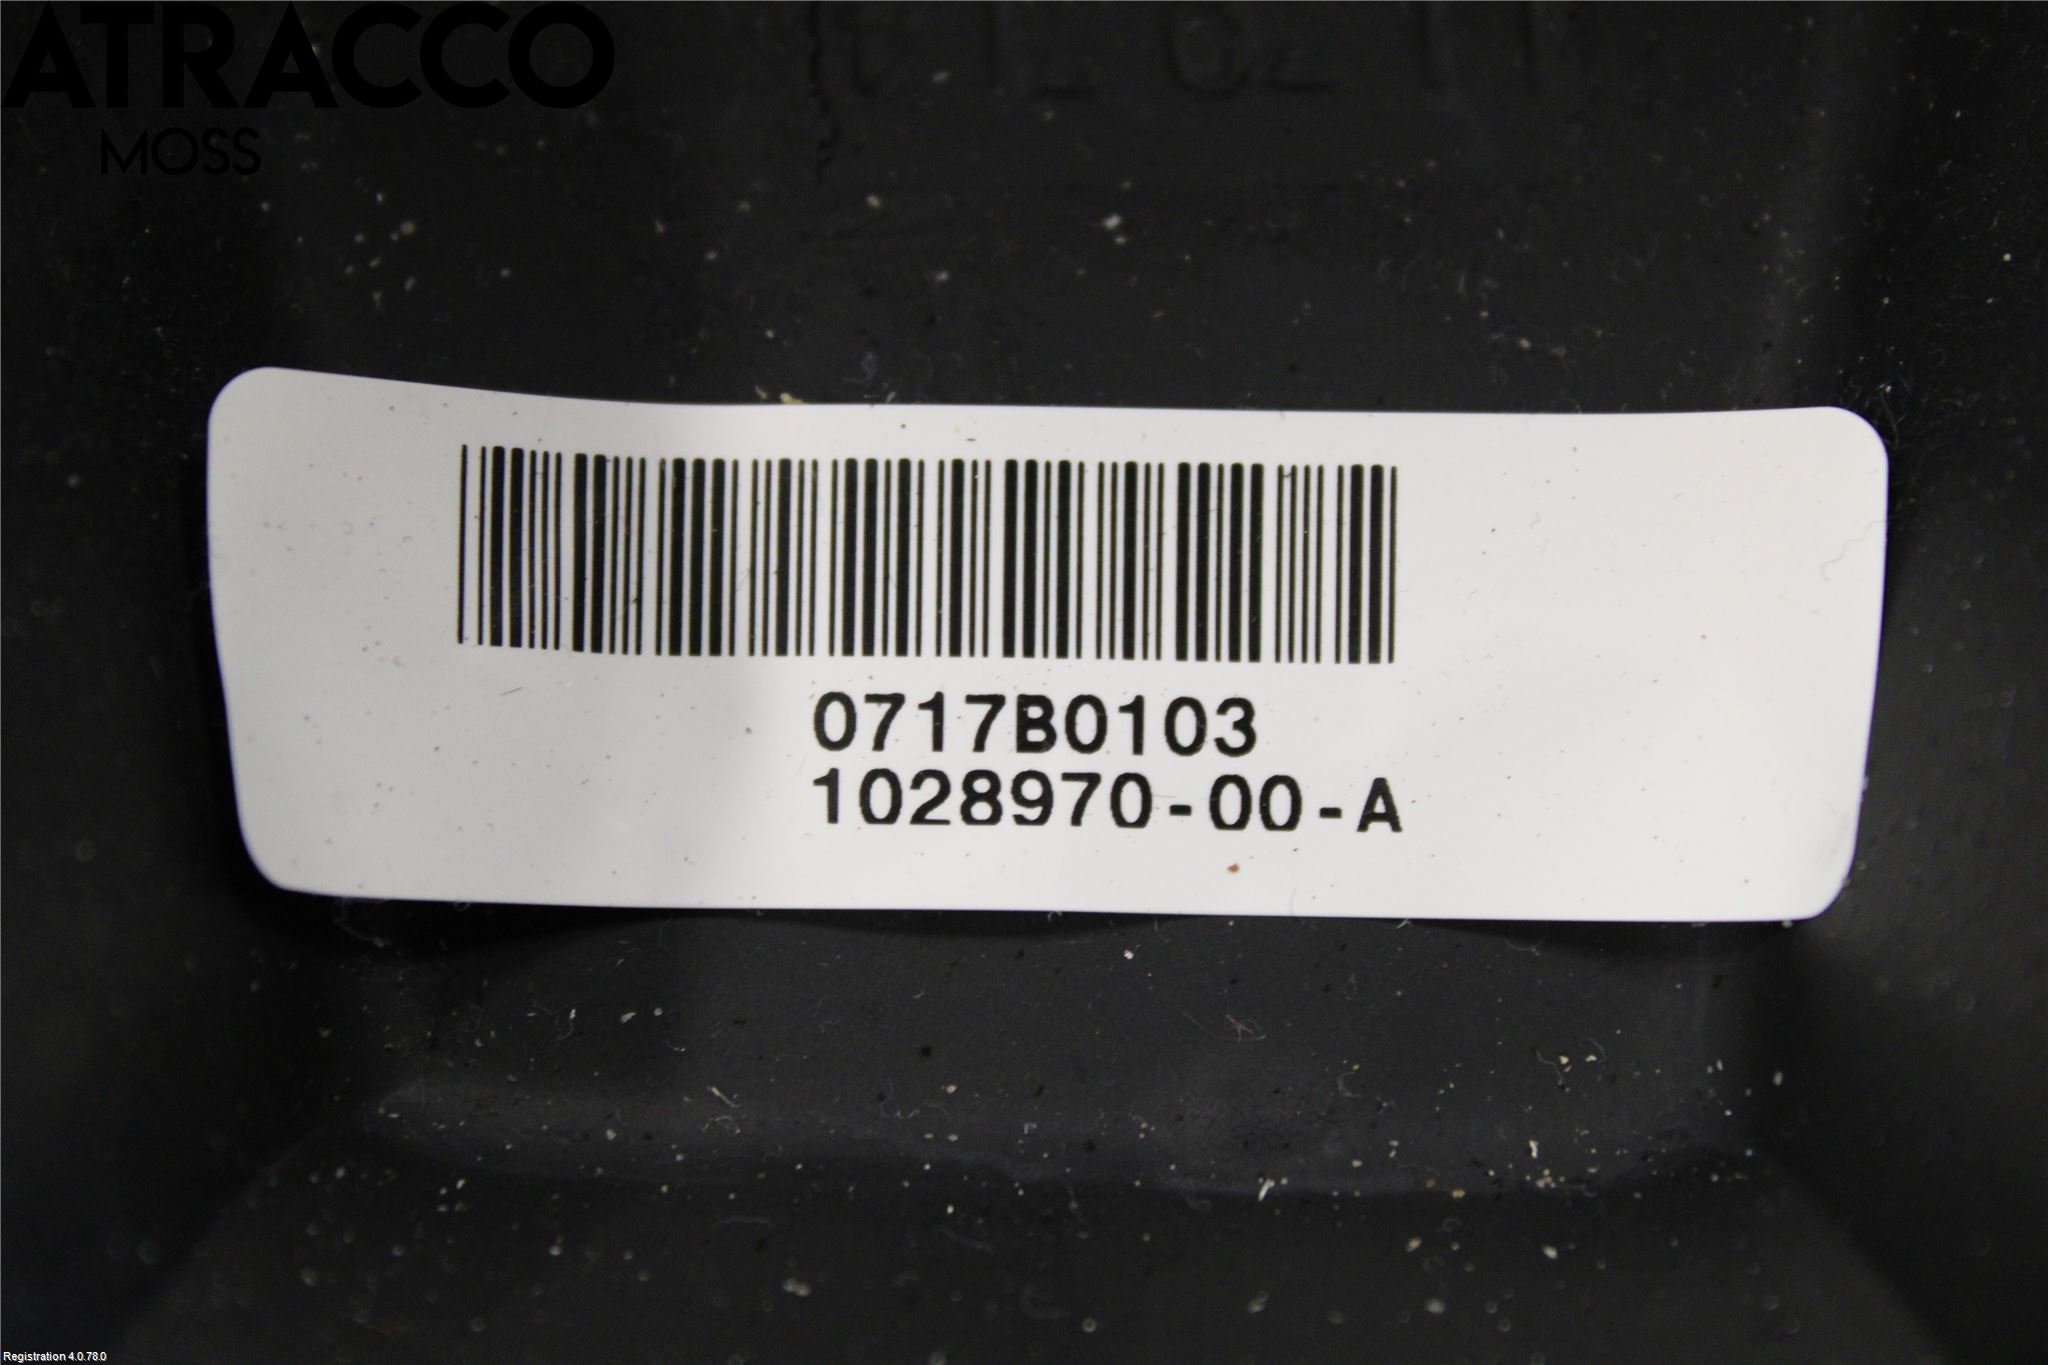 ATRACCO
MOSS
0717B0103
1028970-00-A
Registration 4.0.78.0